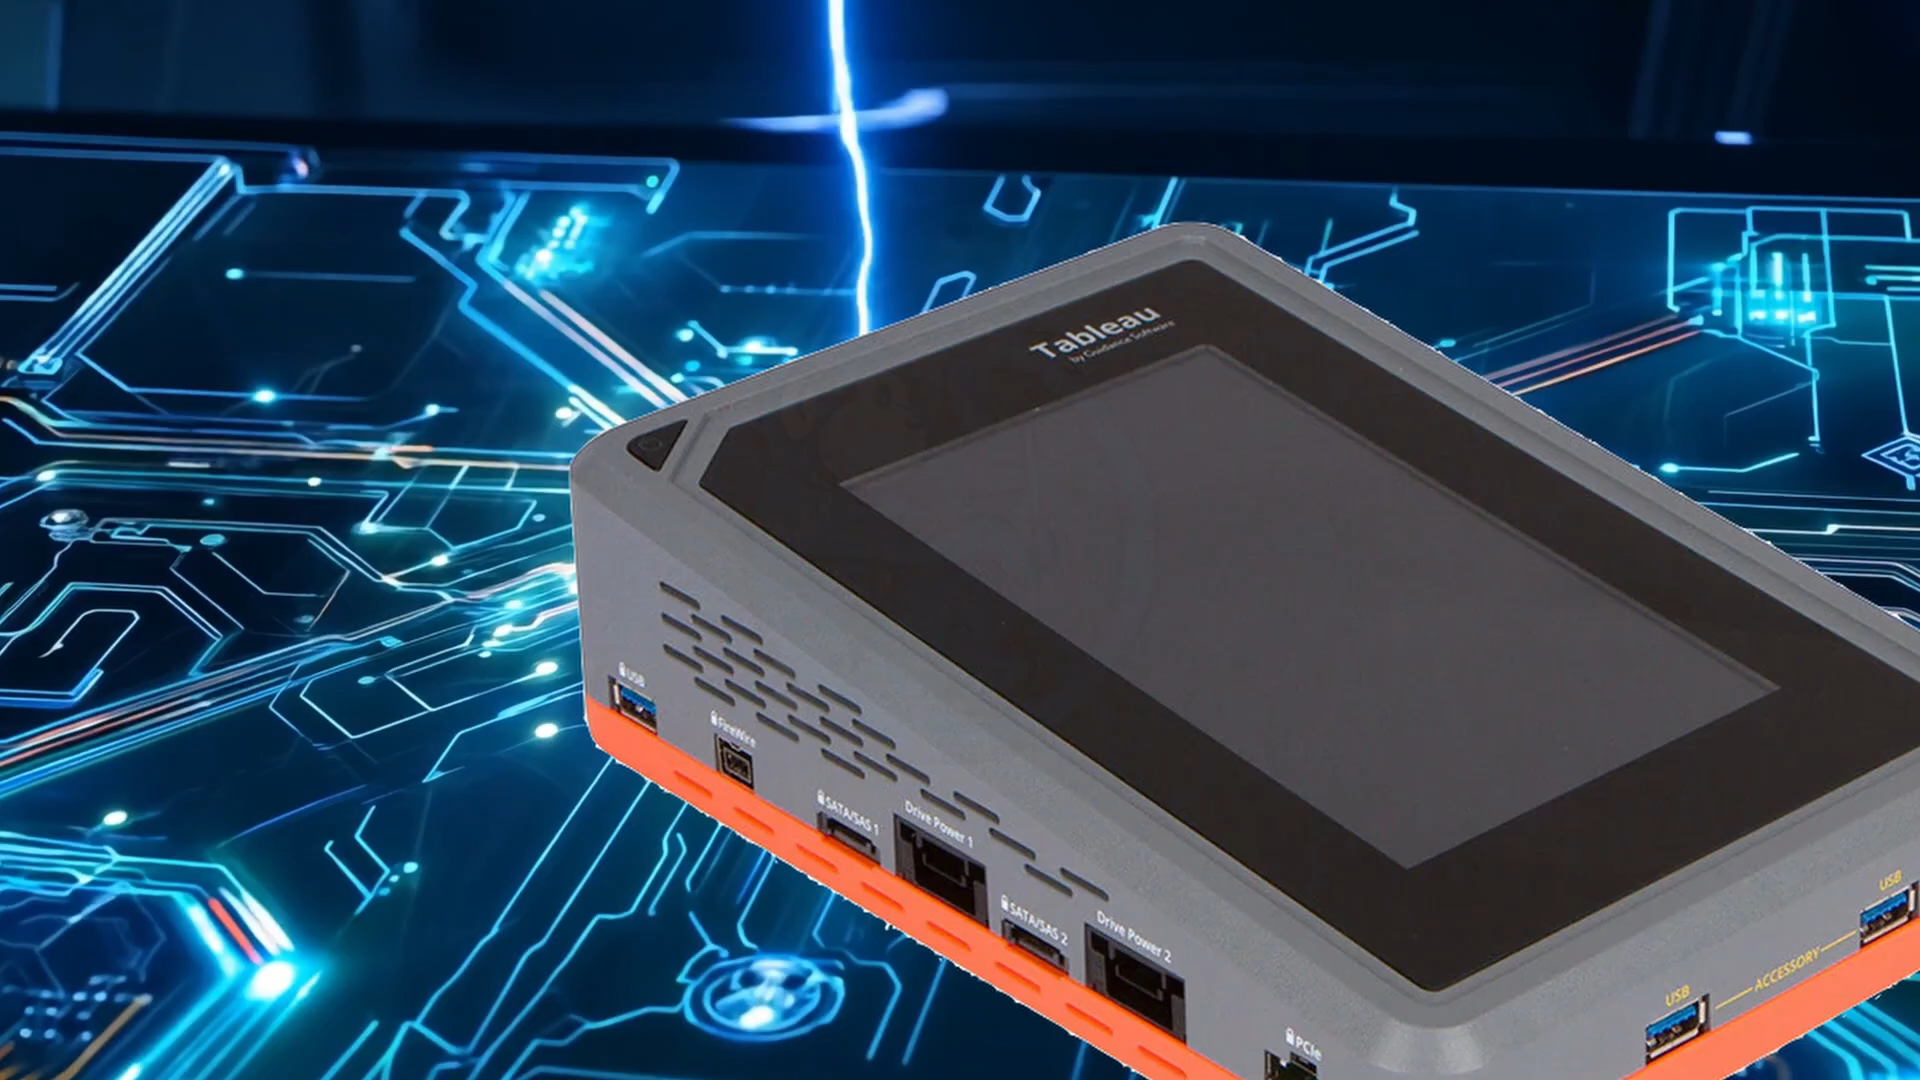 Tableau
by Guidance Software
USB
FireWire
SATA/SAS 1
Drive Power 1
SATA/SAS 2
Drive Power 2
PCIe
USB
ACCESSORY
USB